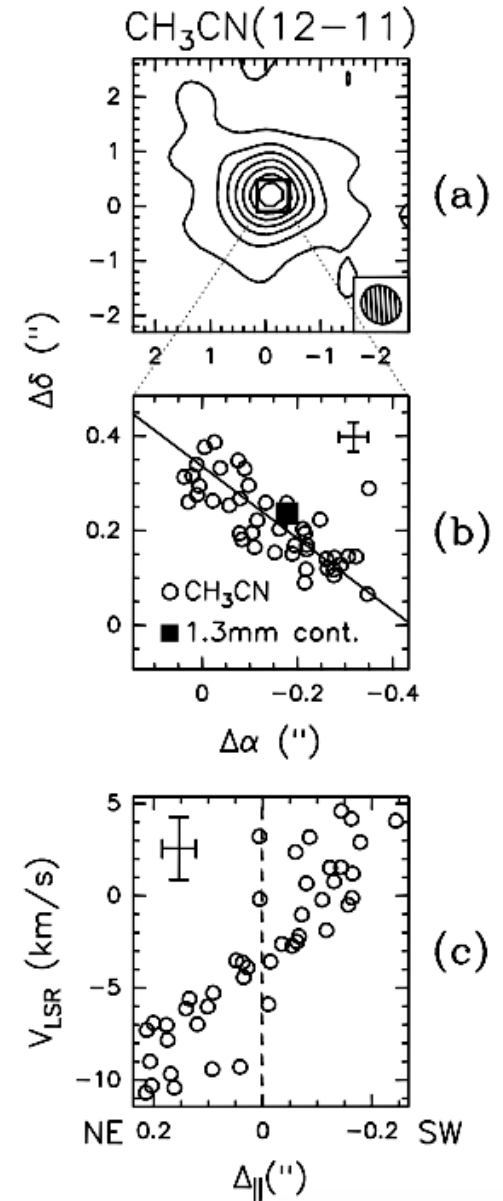 CH₃CN(12–11)
2
1
0
−1
−2
2 1 0 −1 −2
(a)
Δδ (")
0.4
0.2
0
○ CH₃CN
■ 1.3mm cont.
0 −0.2 −0.4
Δα (")
(b)
5
0
−5
−10
V_LSR (km/s)
(c)
NE 0.2 0 −0.2 SW
Δ_||(")